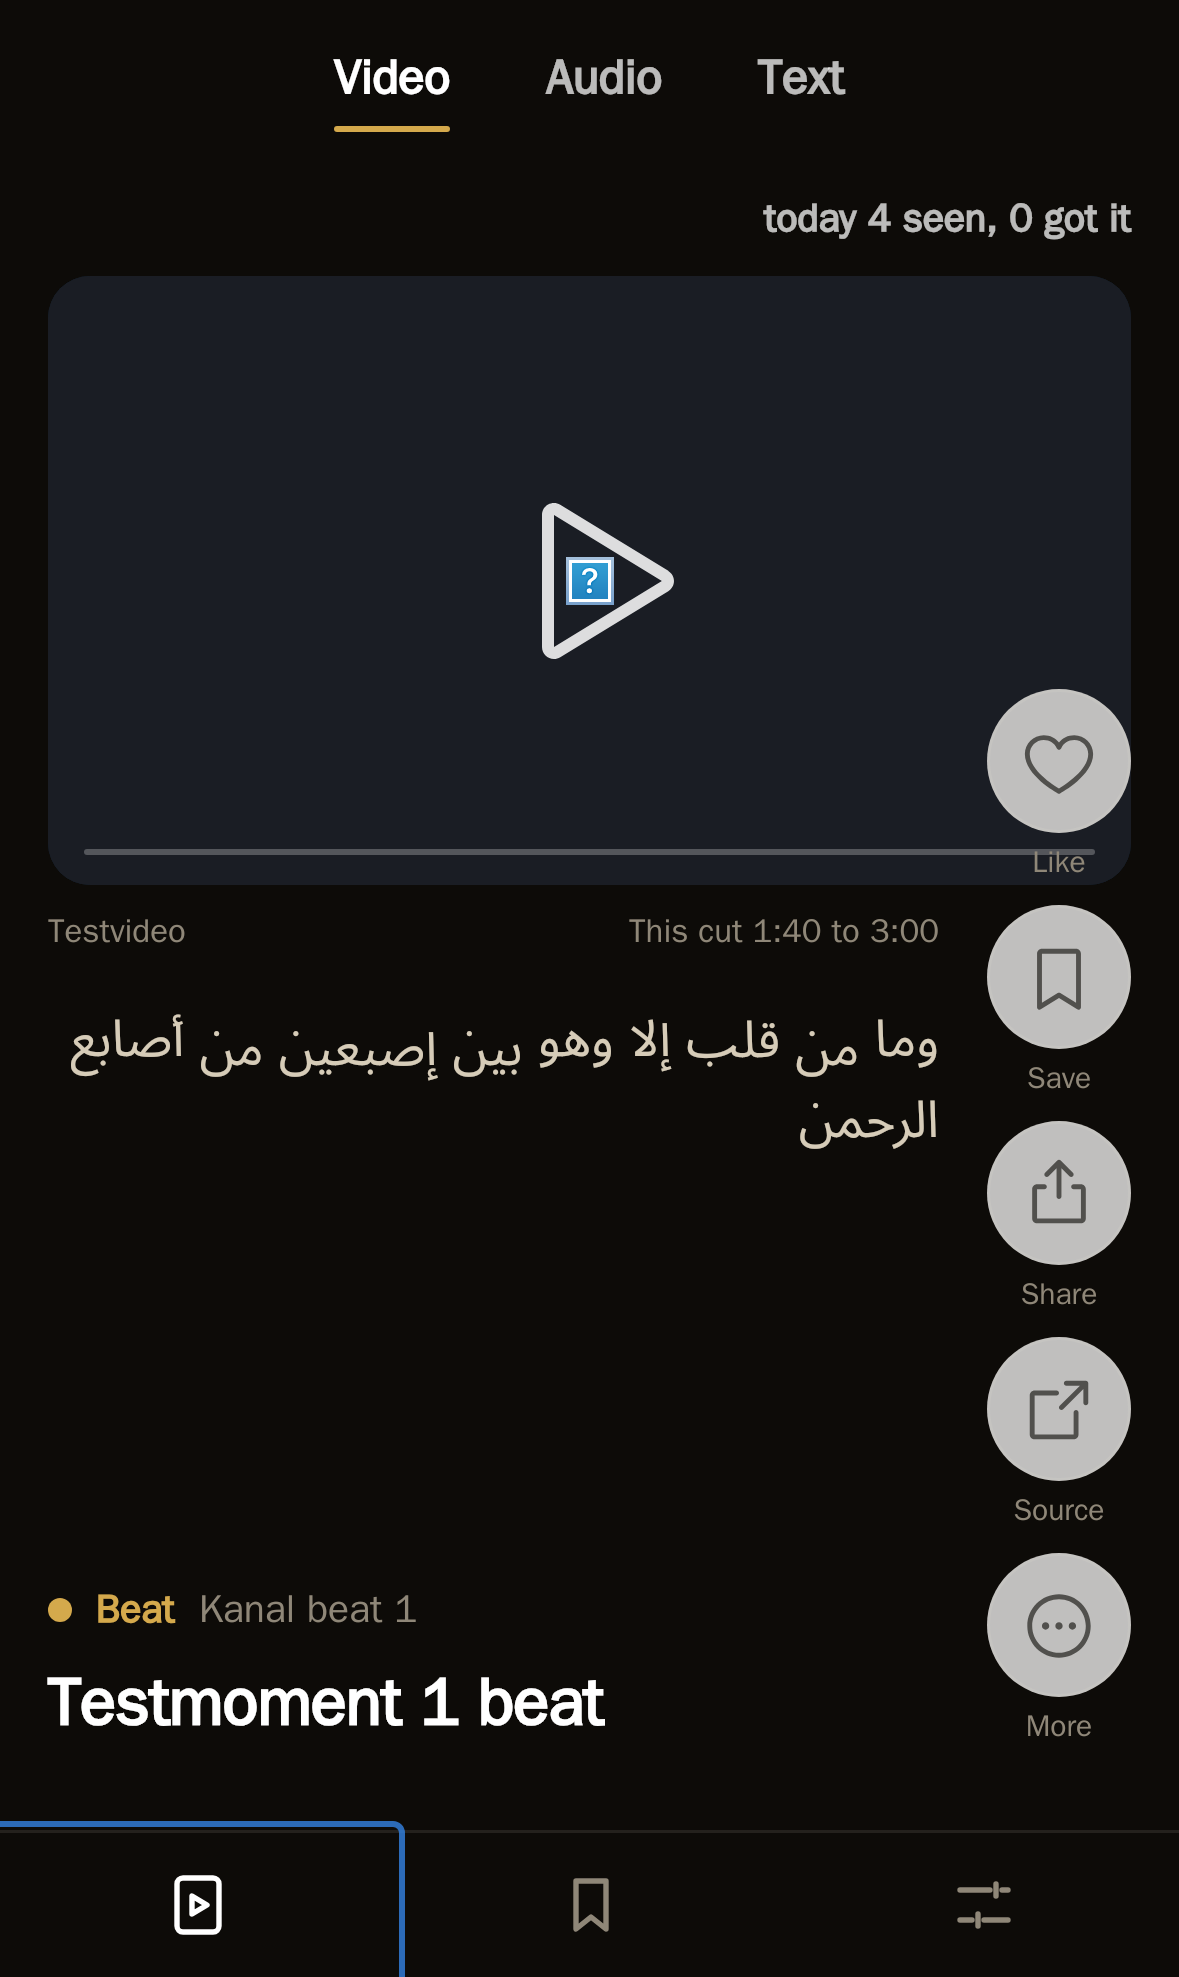 Video Audio Text
today 4 seen, 0 got it
?
Like
Testvideo This cut 1:40 to 3:00
وما من قلب إلا وهو بين إصبعين من أصابع
الرحمن
Save
Share
Source
Beat Kanal beat 1
Testmoment 1 beat
More